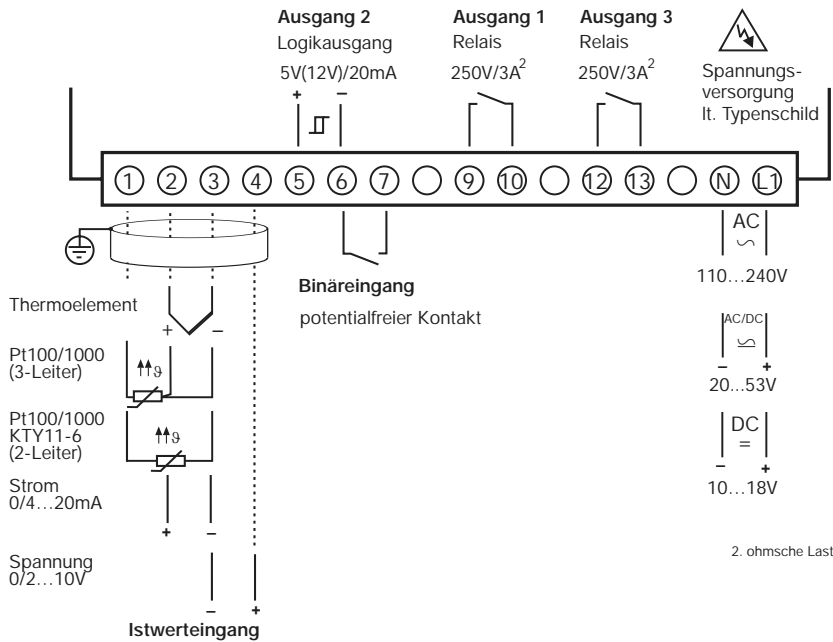 Ausgang 2
Logikausgang
5V(12V)/20mA
+ −
Ausgang 1
Relais
250V/3A²
Ausgang 3
Relais
250V/3A²
Spannungs-
versorgung
lt. Typenschild
1 2 3 4 5 6 7 9 10 12 13 N L1
Thermoelement
+ −
Pt100/1000
(3-Leiter)
ϑ
Pt100/1000
KTY11-6
(2-Leiter)
ϑ
Strom
0/4...20mA
+ −
Spannung
0/2...10V
− +
Istwerteingang
Binäreingang
potentialfreier Kontakt
AC
110...240V
AC/DC
− +
20...53V
DC
=
− +
10...18V
2. ohmsche Last